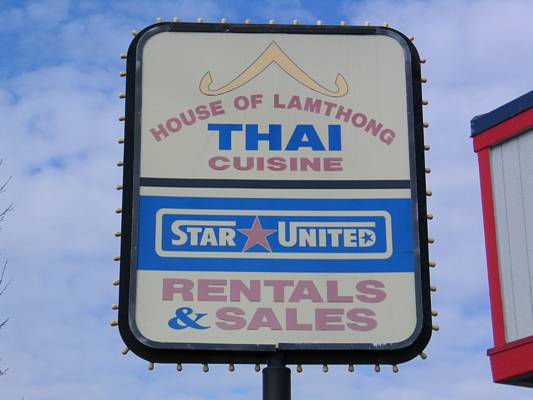 HOUSE OF LAMTHONG
THAI
CUISINE
STAR UNITED
RENTALS
& SALES